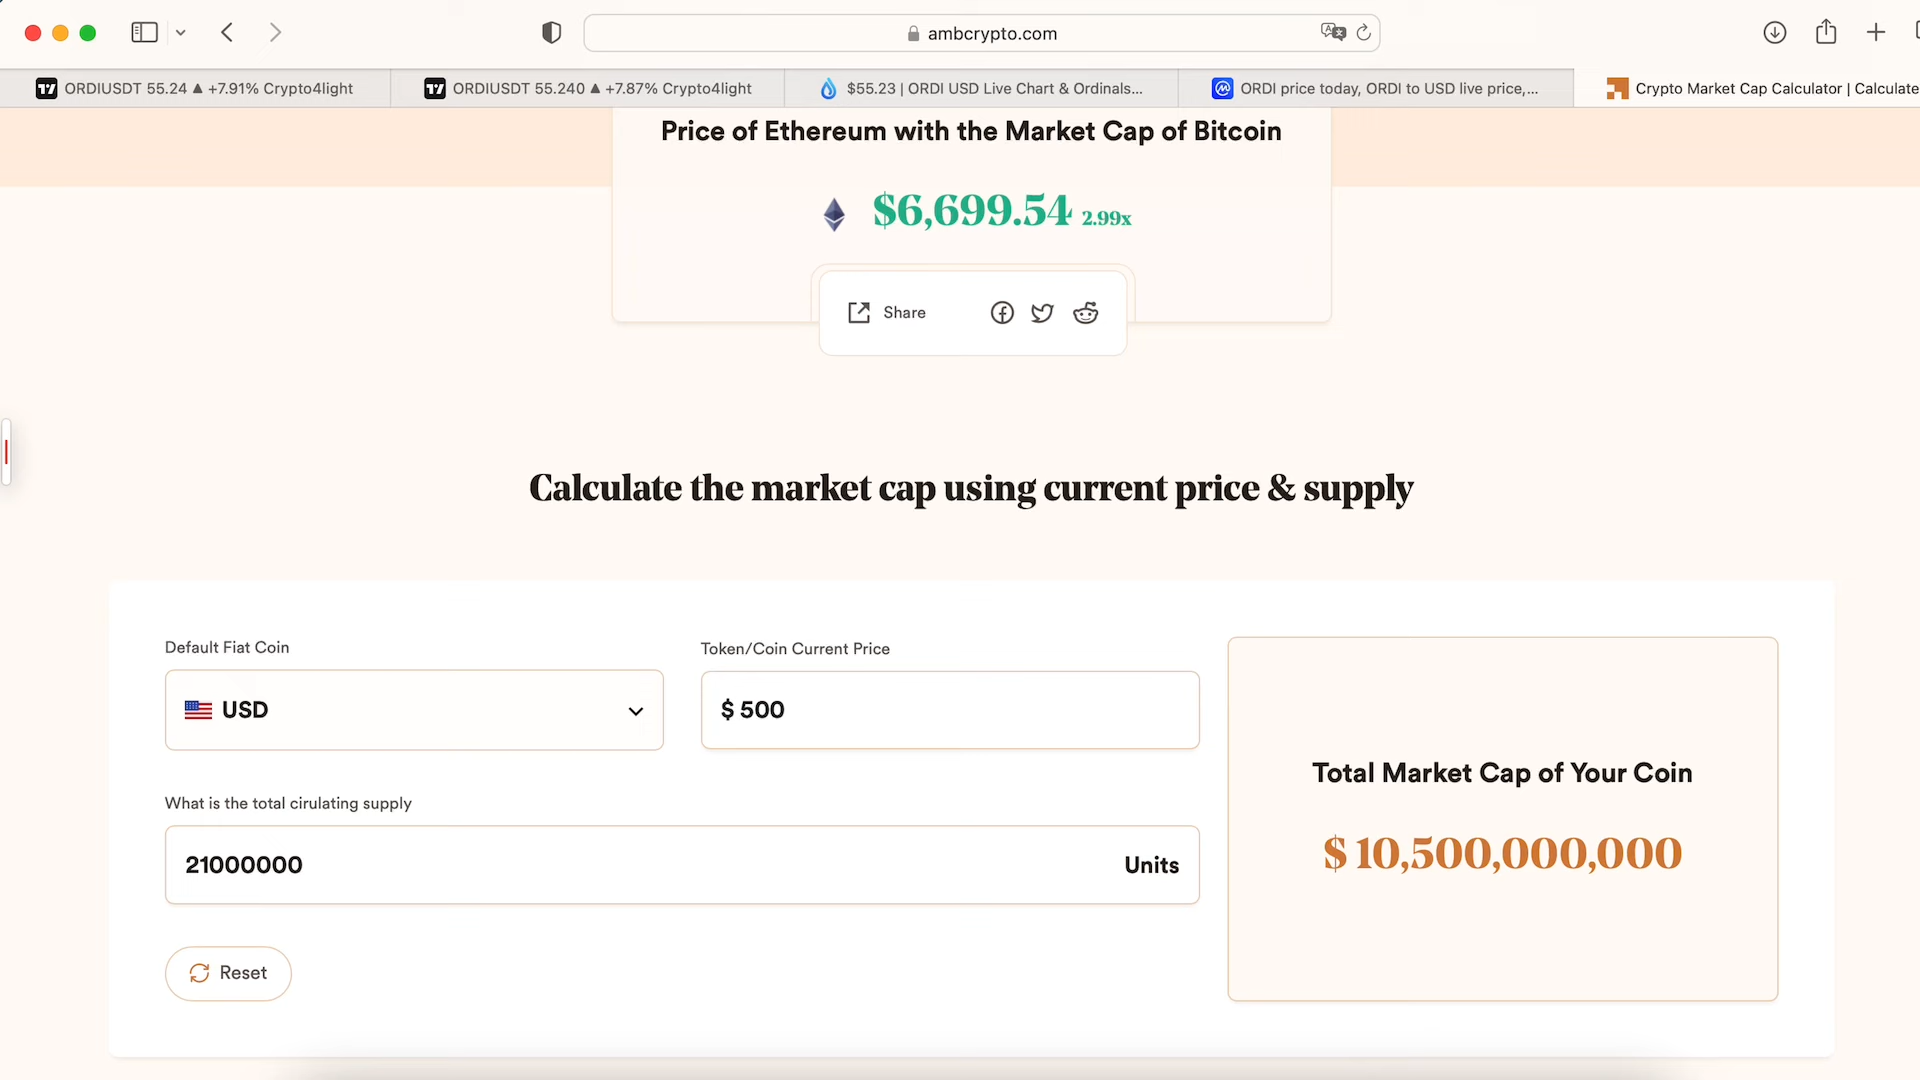 ambcrypto.com
ORDIUSDT 55.24 ▲ +7.91% Crypto4light
ORDIUSDT 55.240 ▲ +7.87% Crypto4light
$55.23 | ORDI USD Live Chart & Ordinals...
ORDI price today, ORDI to USD live price,...
Crypto Market Cap Calculator | Calculate
Price of Ethereum with the Market Cap of Bitcoin
$6,699.54 2.99x
Share
Calculate the market cap using current price & supply
Default Fiat Coin
Token/Coin Current Price
USD
$ 500
What is the total cirulating supply
21000000
Units
Reset
Total Market Cap of Your Coin
$ 10,500,000,000